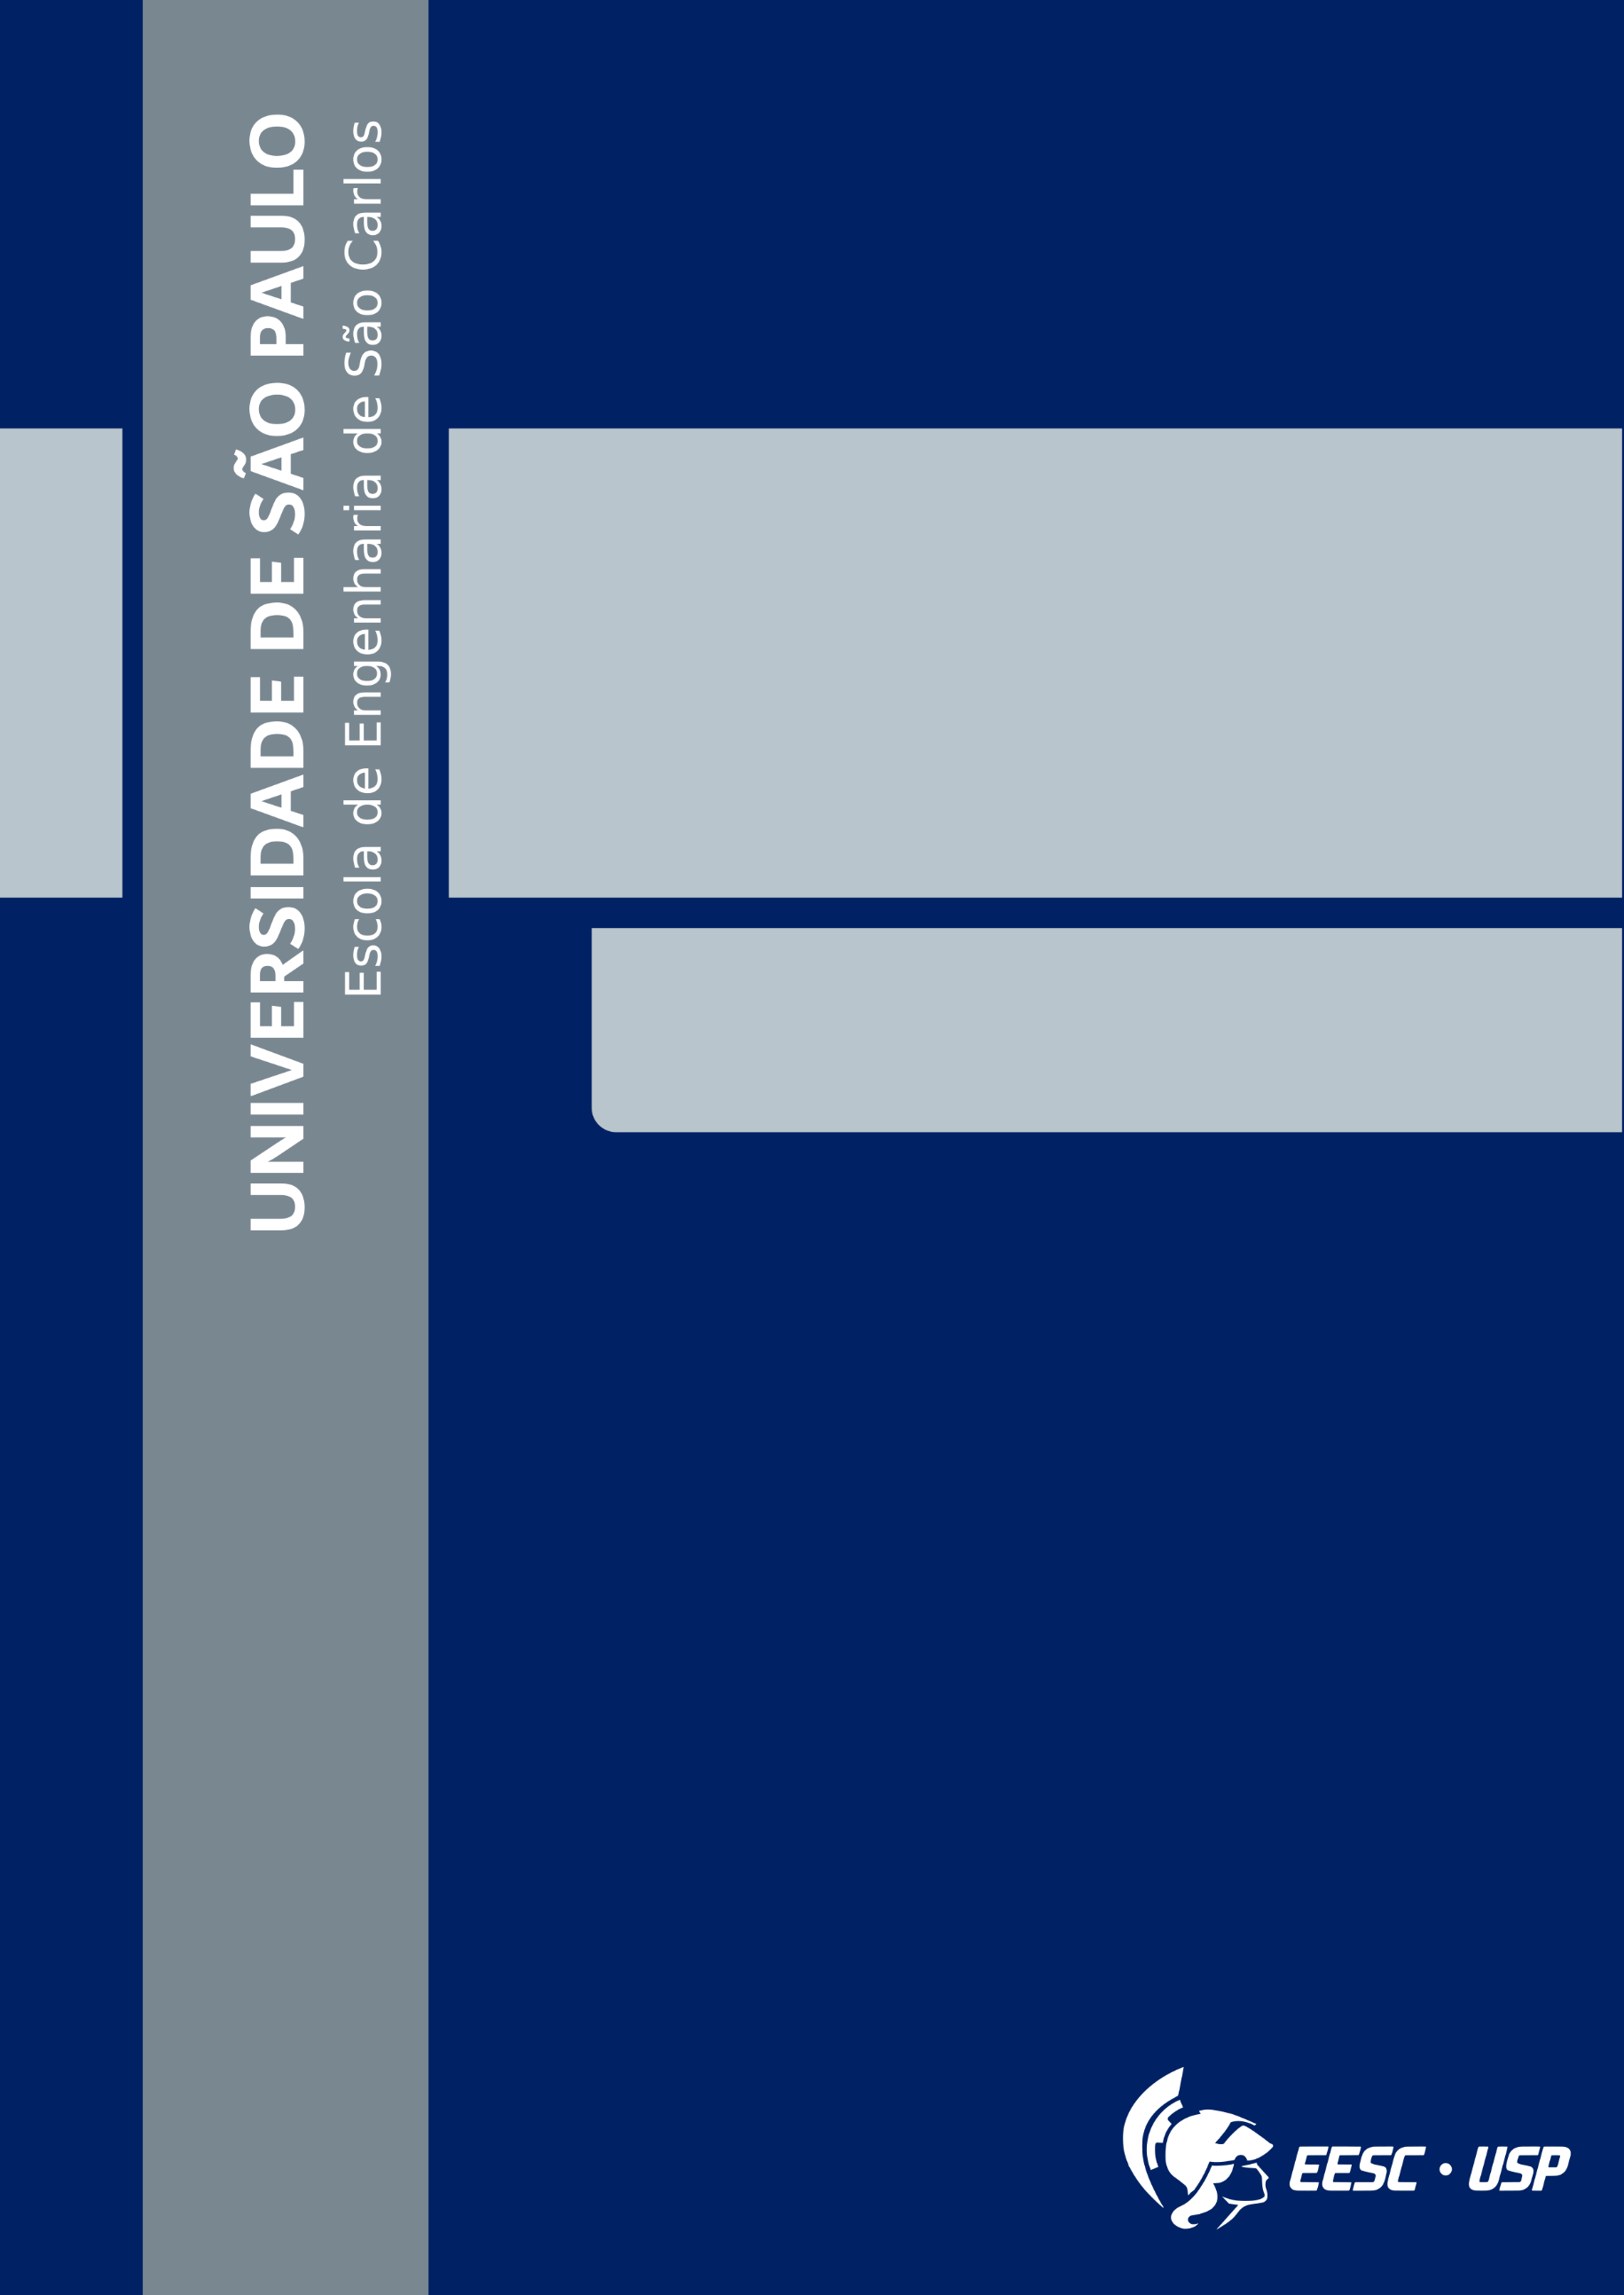 UNIVERSIDADE DE SÃO PAULO
Escola de Engenharia de São Carlos
EESC · USP